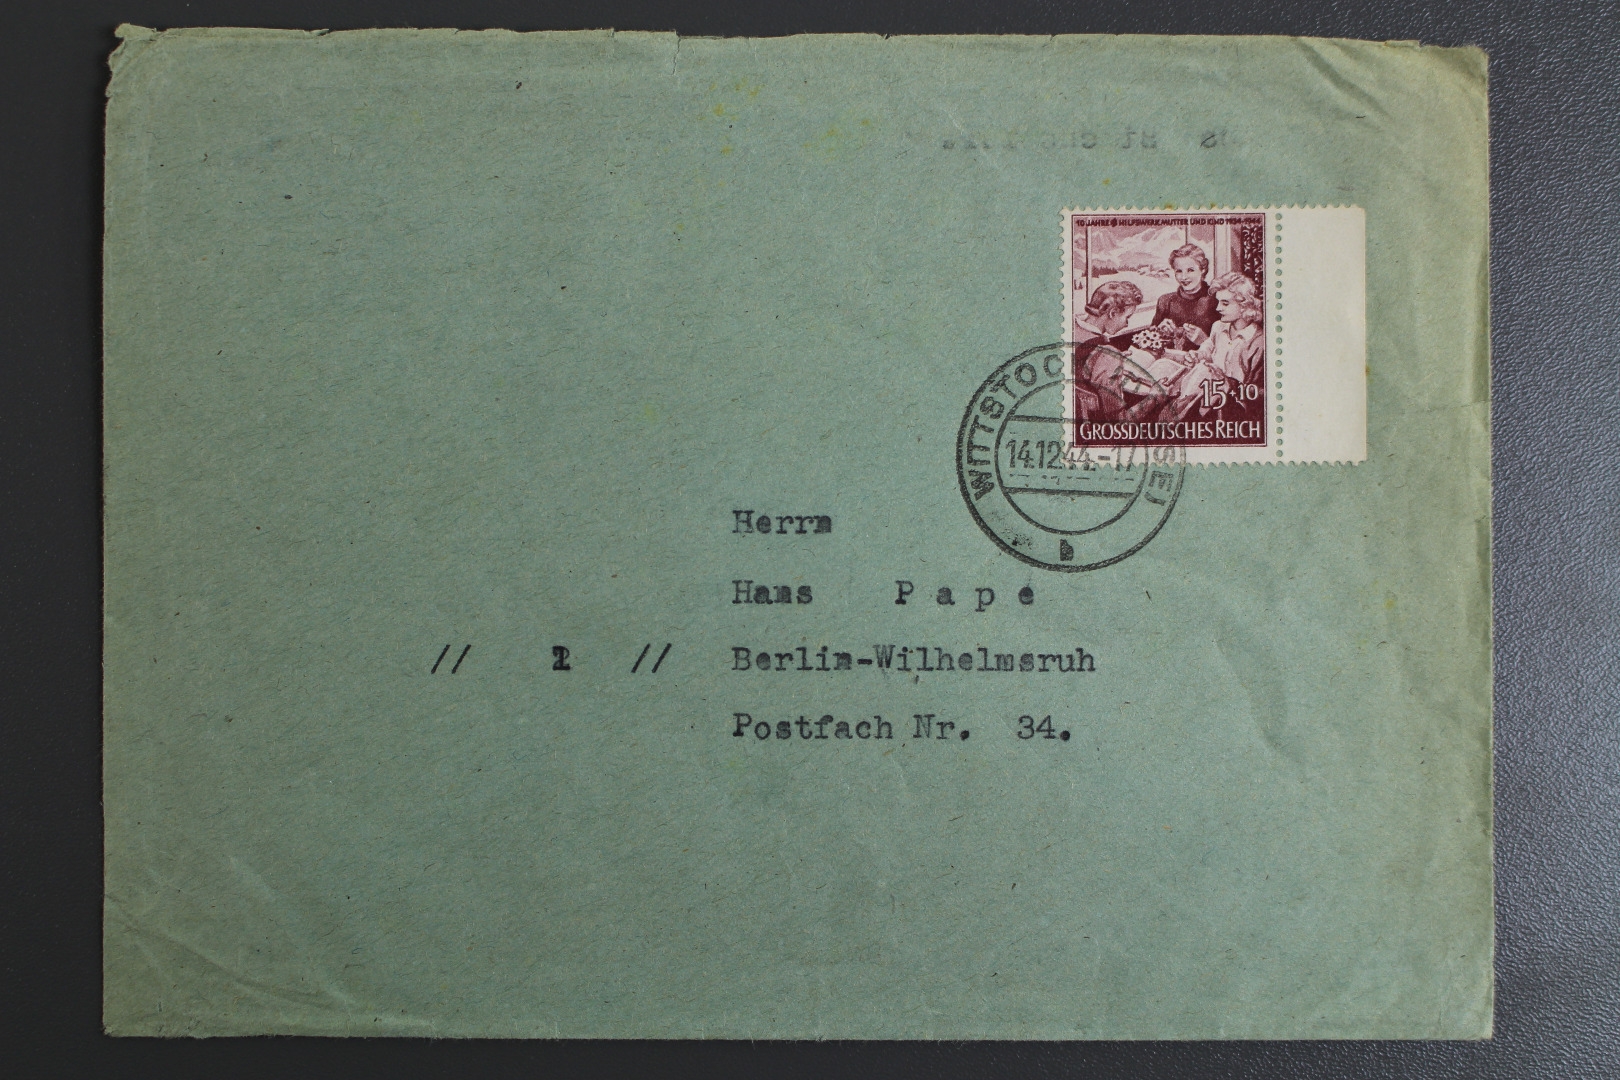 10 JAHRE HILFSWERK MUTTER UND KIND 1934-1944
15+10
GROSSDEUTSCHES REICH
WITTSTOCK
14.12.44.-17
b
Herrn
Hans Pape
// 1 // Berlin-Wilhelmsruh
Postfach Nr. 34.